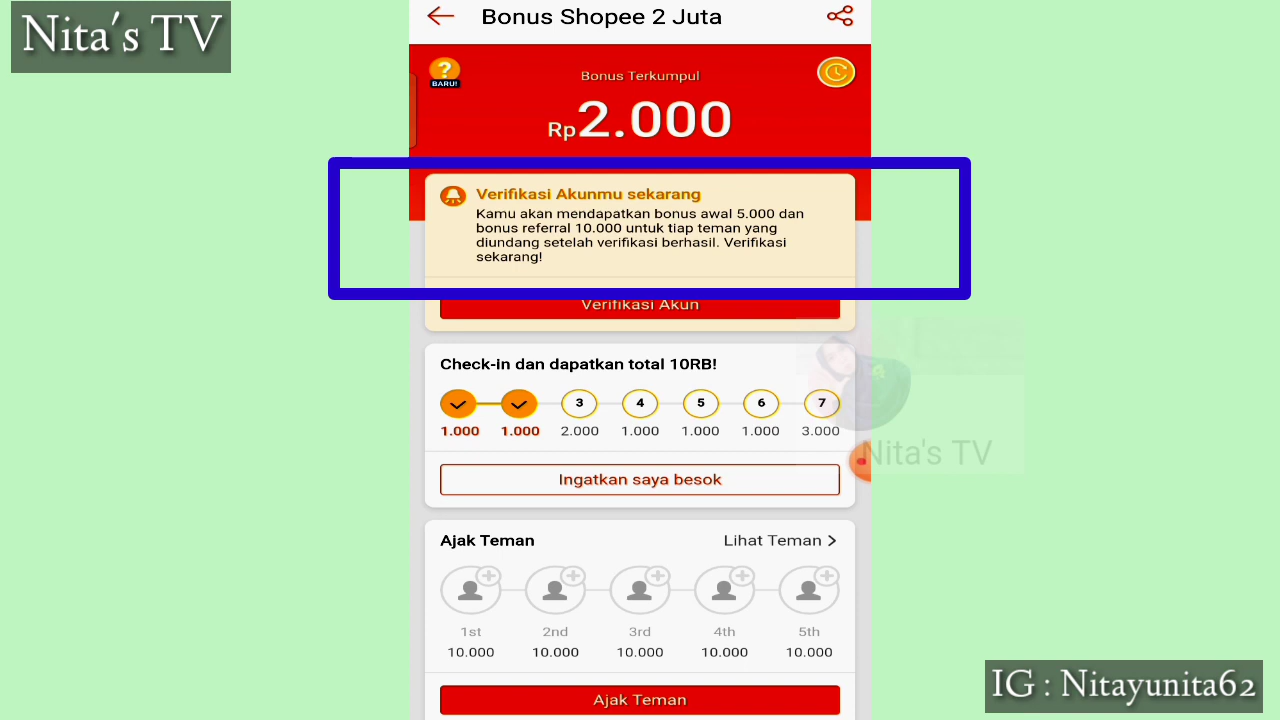 Nita's TV
Bonus Shopee 2 Juta
?
BARU!
Bonus Terkumpul
Rp2.000
Verifikasi Akunmu sekarang
Kamu akan mendapatkan bonus awal 5.000 dan
bonus referral 10.000 untuk tiap teman yang
diundang setelah verifikasi berhasil. Verifikasi
sekarang!
Verifikasi Akun
Check-in dan dapatkan total 10RB!
3 4 5 6 7
1.000 1.000 2.000 1.000 1.000 1.000 3.000
Nita's TV
Ingatkan saya besok
Ajak Teman Lihat Teman >
1st 2nd 3rd 4th 5th
10.000 10.000 10.000 10.000 10.000
Ajak Teman
IG : Nitayunita62